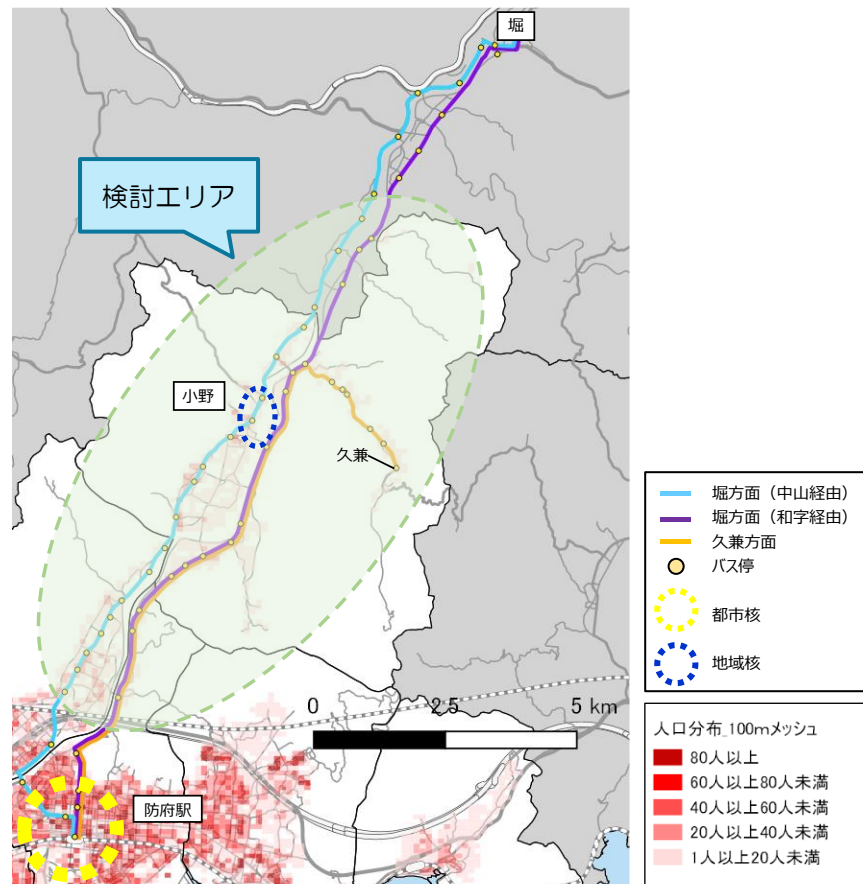 堀
検討エリア
小野
久兼
0 2.5 5 km
防府駅
堀方面（中山経由）
堀方面（和字経由）
久兼方面
バス停
都市核
地域核
人口分布_100mメッシュ
80人以上
60人以上80人未満
40人以上60人未満
20人以上40人未満
1人以上20人未満